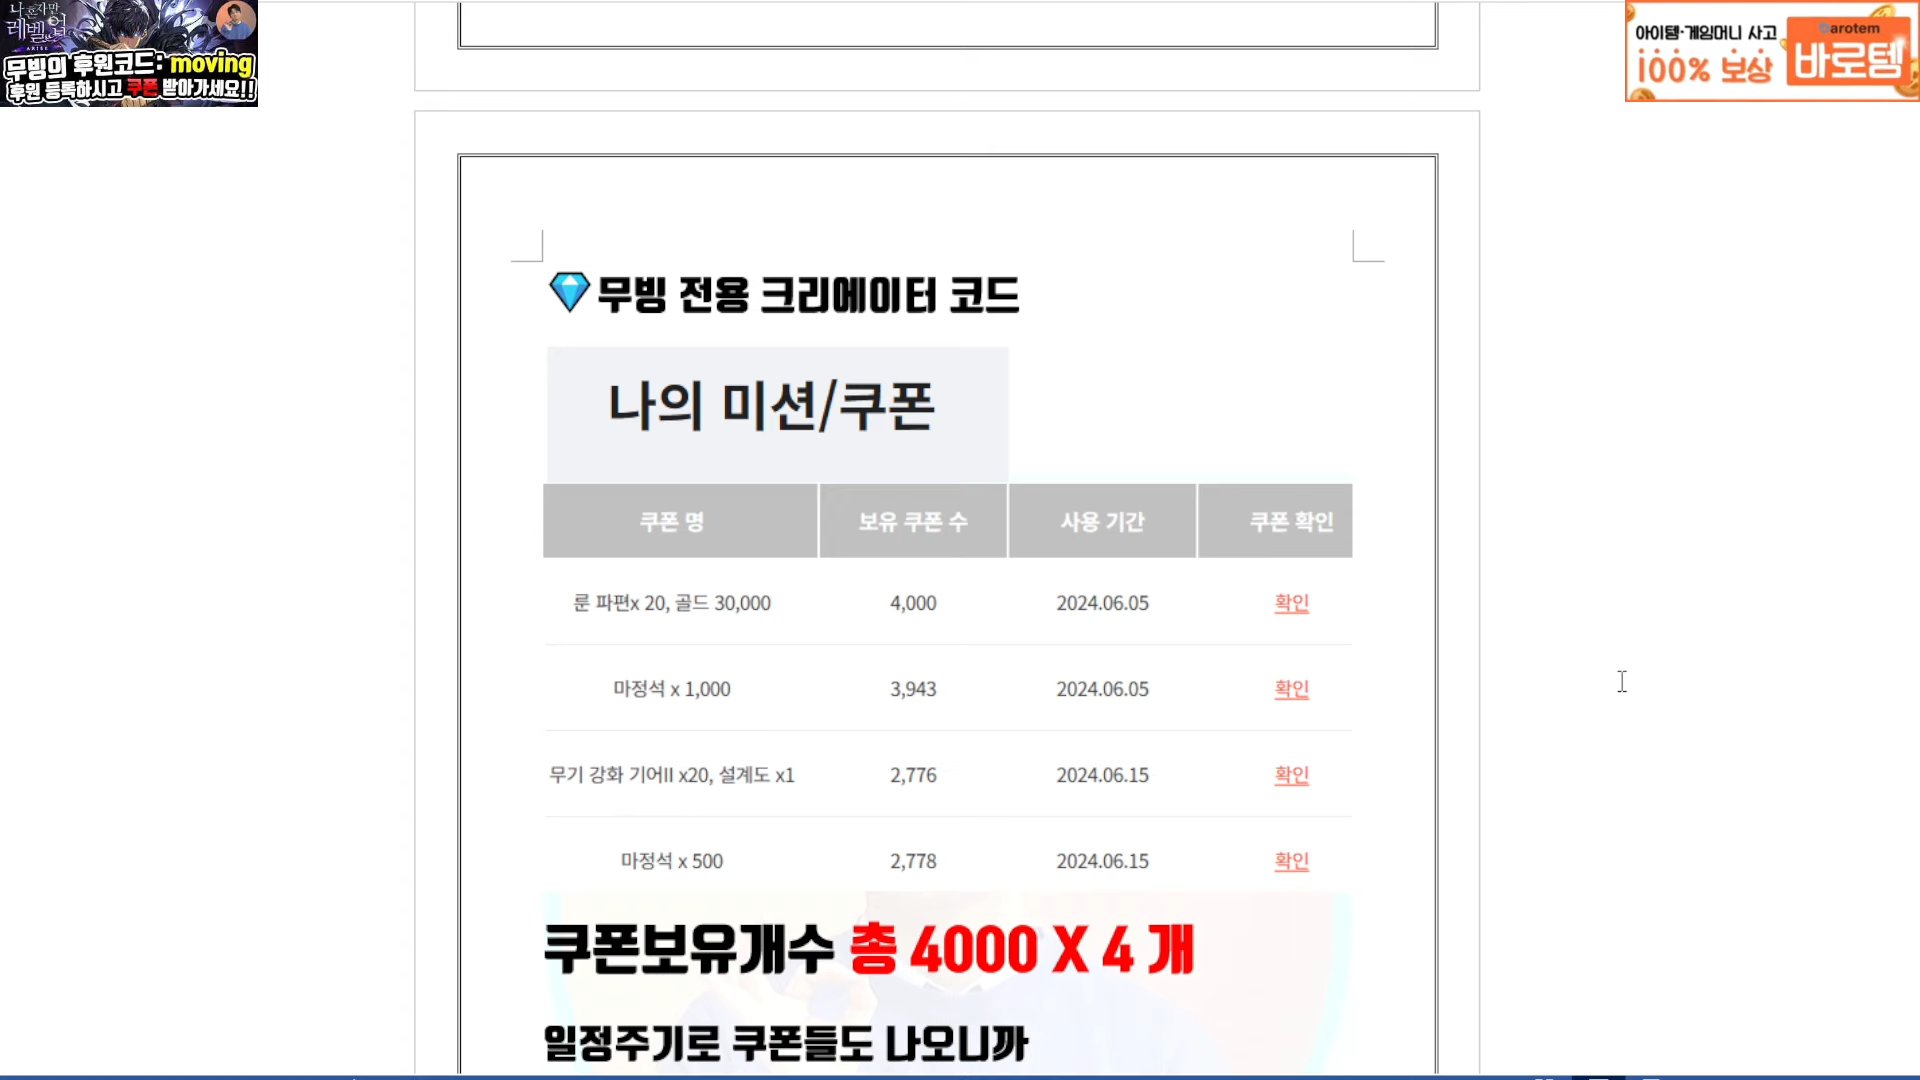 나 혼자만
레벨업
ARISE
무빙의 후원코드: moving
후원 등록하시고 쿠폰 받아가세요!!
아이템·게임머니 사고
100% 보상
Barotem
바로템
무빙 전용 크리에이터 코드
나의 미션/쿠폰
쿠폰 명 보유 쿠폰 수 사용 기간 쿠폰 확인
룬 파편x 20, 골드 30,000 4,000 2024.06.05 확인
마정석 x 1,000 3,943 2024.06.05 확인
무기 강화 기어II x20, 설계도 x1 2,776 2024.06.15 확인
마정석 x 500 2,778 2024.06.15 확인
쿠폰보유개수 총 4000 X 4 개
일정주기로 쿠폰들도 나오니까